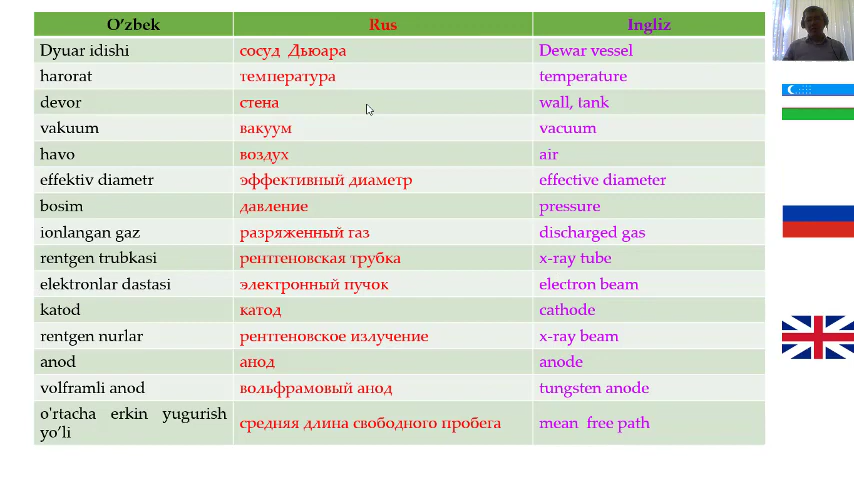 O’zbek Rus Ingliz
Dyuar idishi сосуд Дьюара Dewar vessel
harorat температура temperature
devor стена wall, tank
vakuum вакуум vacuum
havo воздух air
effektiv diametr эффективный диаметр effective diameter
bosim давление pressure
ionlangan gaz разряженный газ discharged gas
rentgen trubkasi рентгеновская трубка x-ray tube
elektronlar dastasi электронный пучок electron beam
katod катод cathode
rentgen nurlar рентгеновское излучение x-ray beam
anod анод anode
volframli anod вольфрамовый анод tungsten anode
o'rtacha erkin yugurish
yo’li средняя длина свободного пробега mean free path